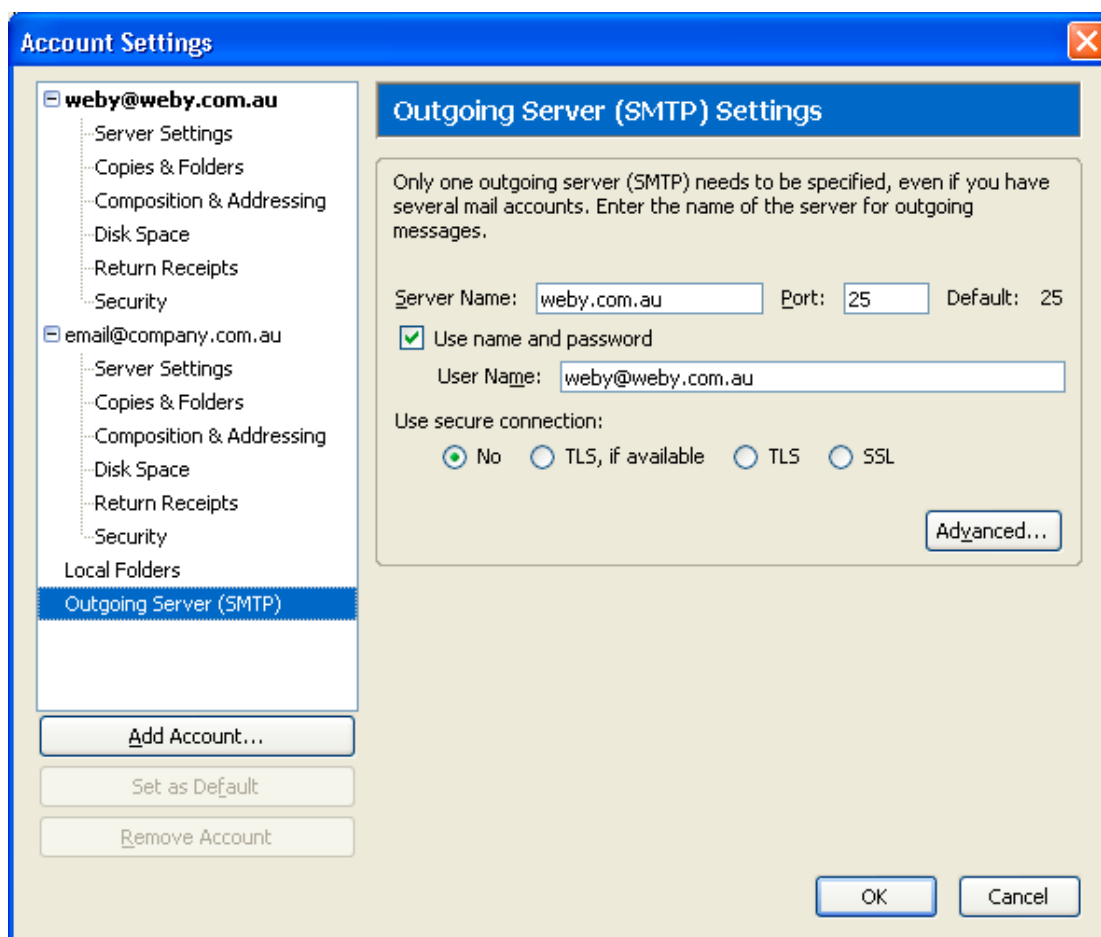 Account Settings
weby@weby.com.au
Server Settings
Copies & Folders
Composition & Addressing
Disk Space
Return Receipts
Security
email@company.com.au
Server Settings
Copies & Folders
Composition & Addressing
Disk Space
Return Receipts
Security
Local Folders
Outgoing Server (SMTP)
Add Account...
Set as Default
Remove Account
Outgoing Server (SMTP) Settings
Only one outgoing server (SMTP) needs to be specified, even if you have
several mail accounts. Enter the name of the server for outgoing
messages.
Server Name: weby.com.au Port: 25 Default: 25
Use name and password
User Name: weby@weby.com.au
Use secure connection:
No TLS, if available TLS SSL
Advanced...
OK Cancel